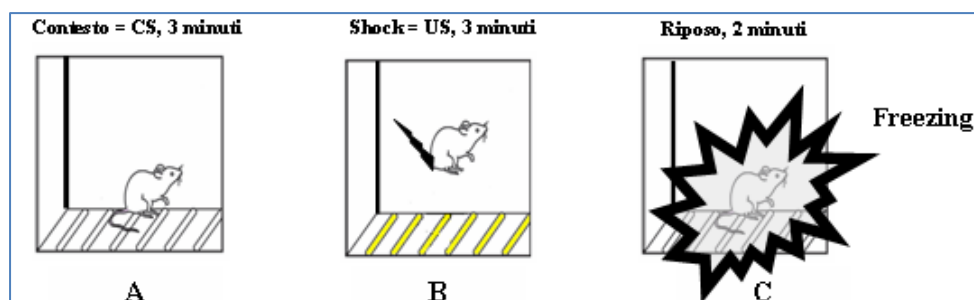 Contesto = CS, 3 minuti
Shock = US, 3 minuti
Riposo, 2 minuti
Freezing
A
B
C